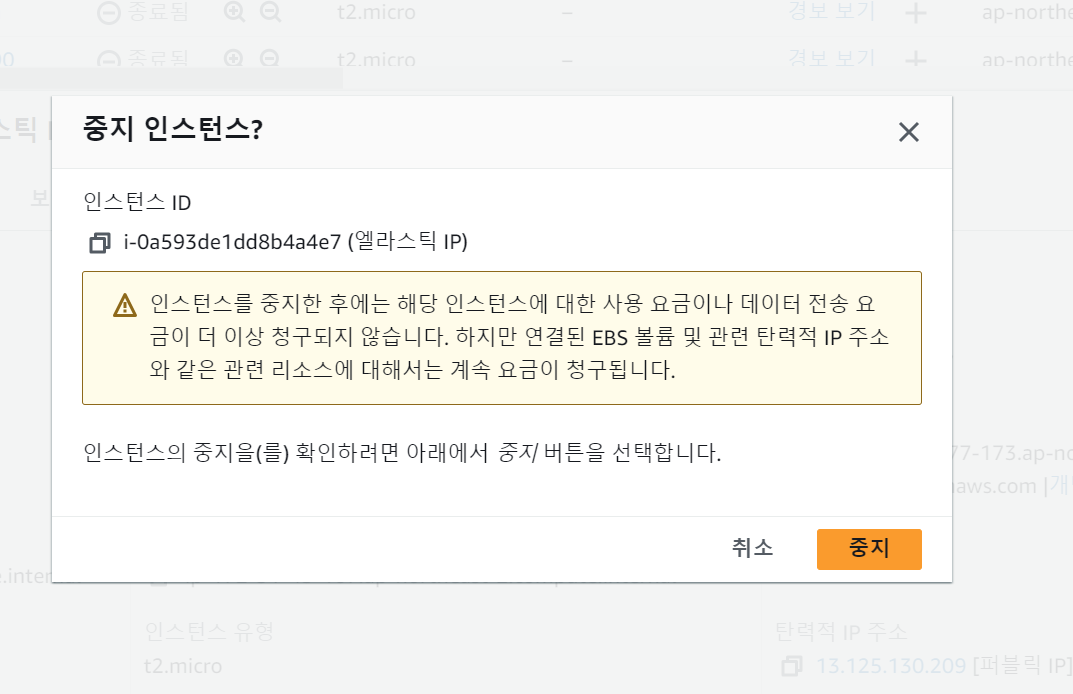 종료됨 t2.micro – 경보 보기 ap-northe
종료됨 t2.micro – 경보 보기 ap-northe
중지 인스턴스?
인스턴스 ID
i-0a593de1dd8b4a4e7 (엘라스틱 IP)
인스턴스를 중지한 후에는 해당 인스턴스에 대한 사용 요금이나 데이터 전송 요
금이 더 이상 청구되지 않습니다. 하지만 연결된 EBS 볼륨 및 관련 탄력적 IP 주소
와 같은 관련 리소스에 대해서는 계속 요금이 청구됩니다.
인스턴스의 중지을(를) 확인하려면 아래에서 중지 버튼을 선택합니다.
77-173.ap-no
naws.com |개
취소 중지
e.inter
인스턴스 유형 탄력적 IP 주소
t2.micro 13.125.130.209 [퍼블릭 IP]